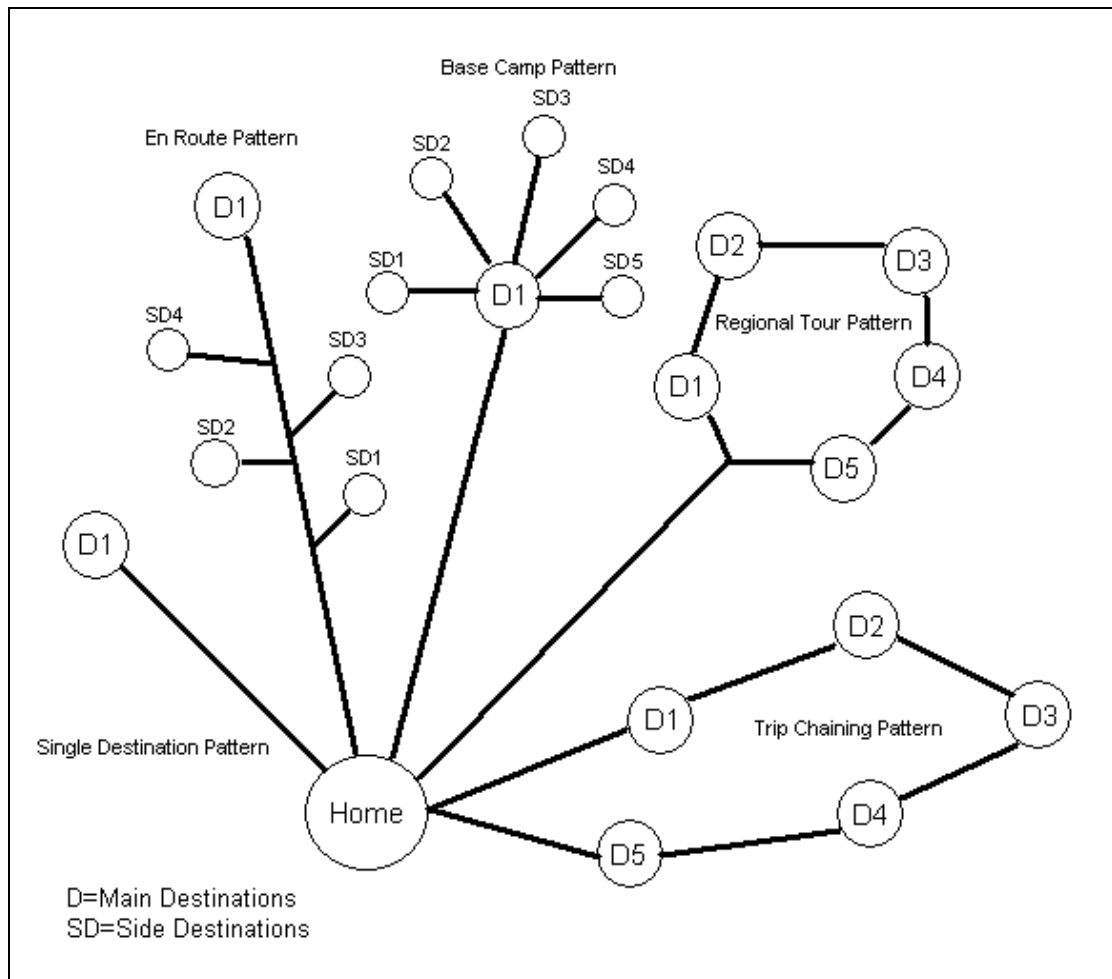 Base Camp Pattern
SD3
En Route Pattern
SD2
SD4
D1
D2
D3
SD1
D1
SD5
Regional Tour Pattern
SD4
SD3
D1
D4
SD2
D5
SD1
D1
D2
D1
D3
Trip Chaining Pattern
Single Destination Pattern
Home
D4
D5
D=Main Destinations
SD=Side Destinations